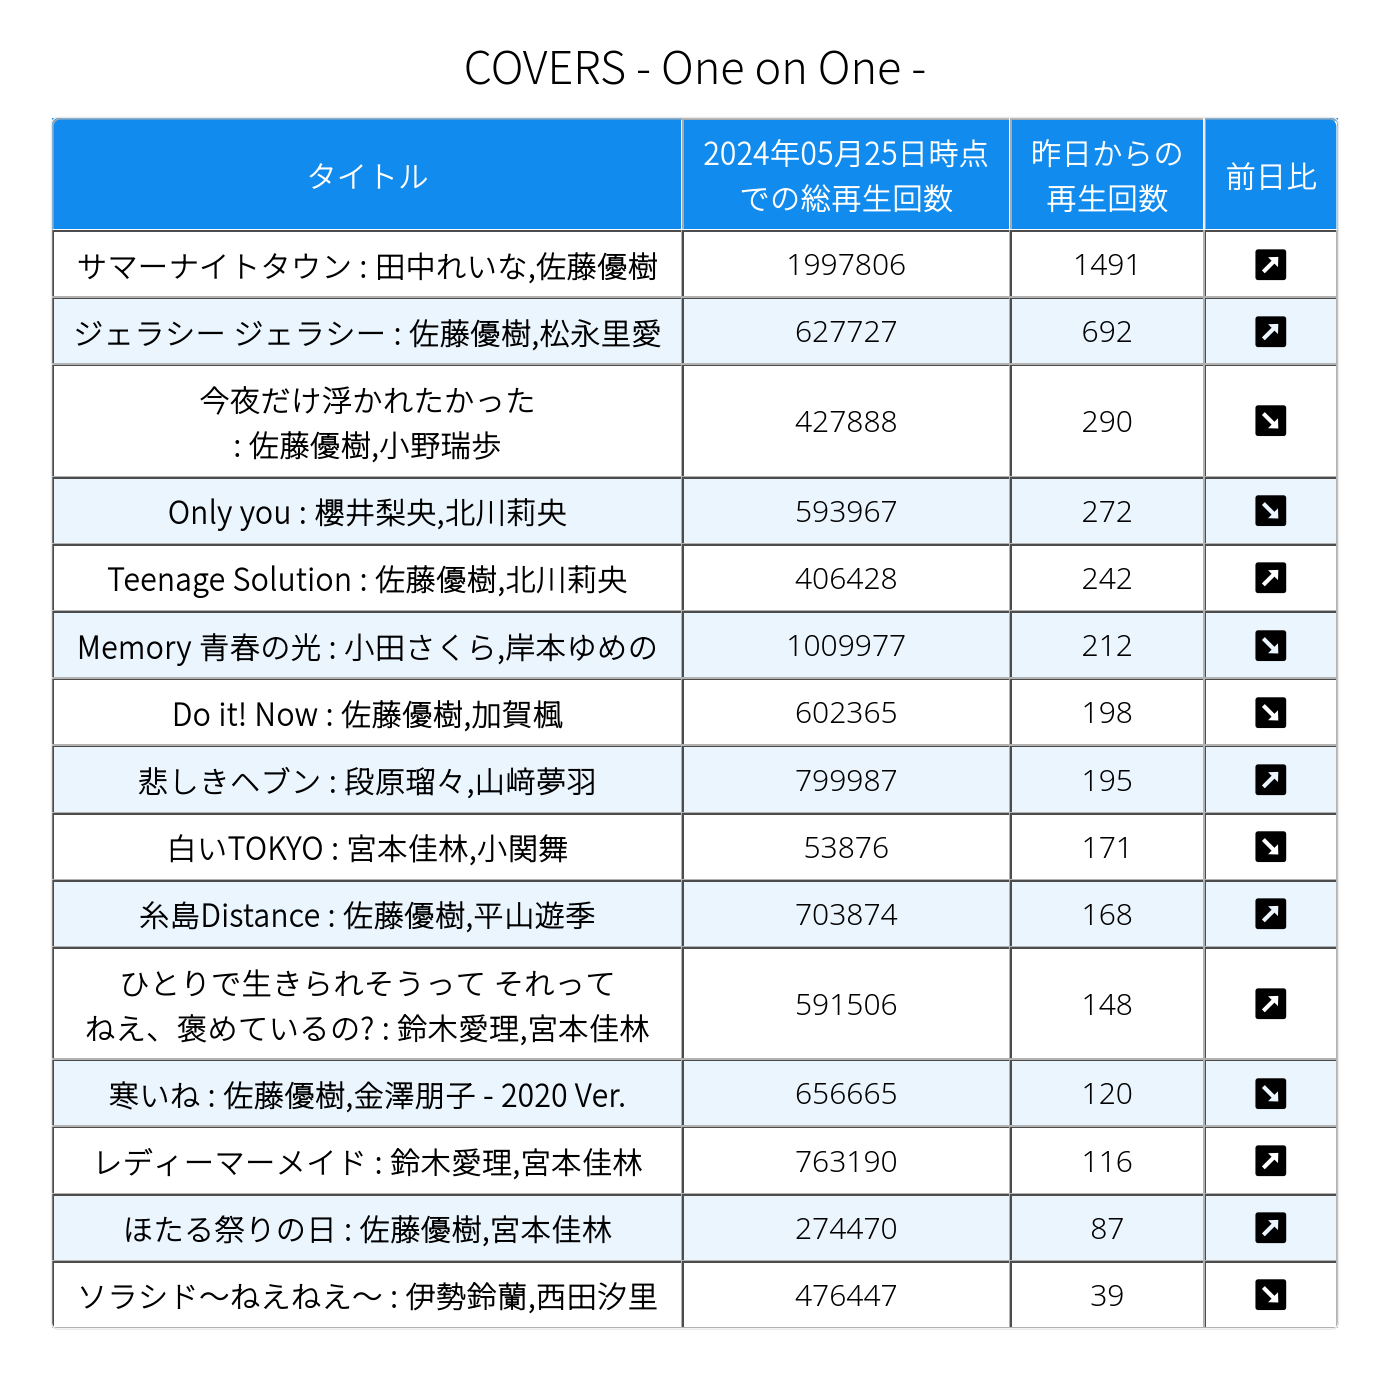 COVERS - One on One -
タイトル 2024年05月25日時点 での総再生回数 昨日からの 再生回数 前日比
サマーナイトタウン : 田中れいな,佐藤優樹 1997806 1491 ↗
ジェラシー ジェラシー : 佐藤優樹,松永里愛 627727 692 ↗
今夜だけ浮かれたかった
: 佐藤優樹,小野瑞歩 427888 290 ↘
Only you : 櫻井梨央,北川莉央 593967 272 ↘
Teenage Solution : 佐藤優樹,北川莉央 406428 242 ↗
Memory 青春の光 : 小田さくら,岸本ゆめの 1009977 212 ↘
Do it! Now : 佐藤優樹,加賀楓 602365 198 ↘
悲しきヘブン : 段原瑠々,山﨑夢羽 799987 195 ↗
白いTOKYO : 宮本佳林,小関舞 53876 171 ↘
糸島Distance : 佐藤優樹,平山遊季 703874 168 ↗
ひとりで生きられそうって それって
ねえ、褒めているの? : 鈴木愛理,宮本佳林 591506 148 ↗
寒いね : 佐藤優樹,金澤朋子 - 2020 Ver. 656665 120 ↘
レディーマーメイド : 鈴木愛理,宮本佳林 763190 116 ↗
ほたる祭りの日 : 佐藤優樹,宮本佳林 274470 87 ↗
ソラシド～ねえねえ～ : 伊勢鈴蘭,西田汐里 476447 39 ↘